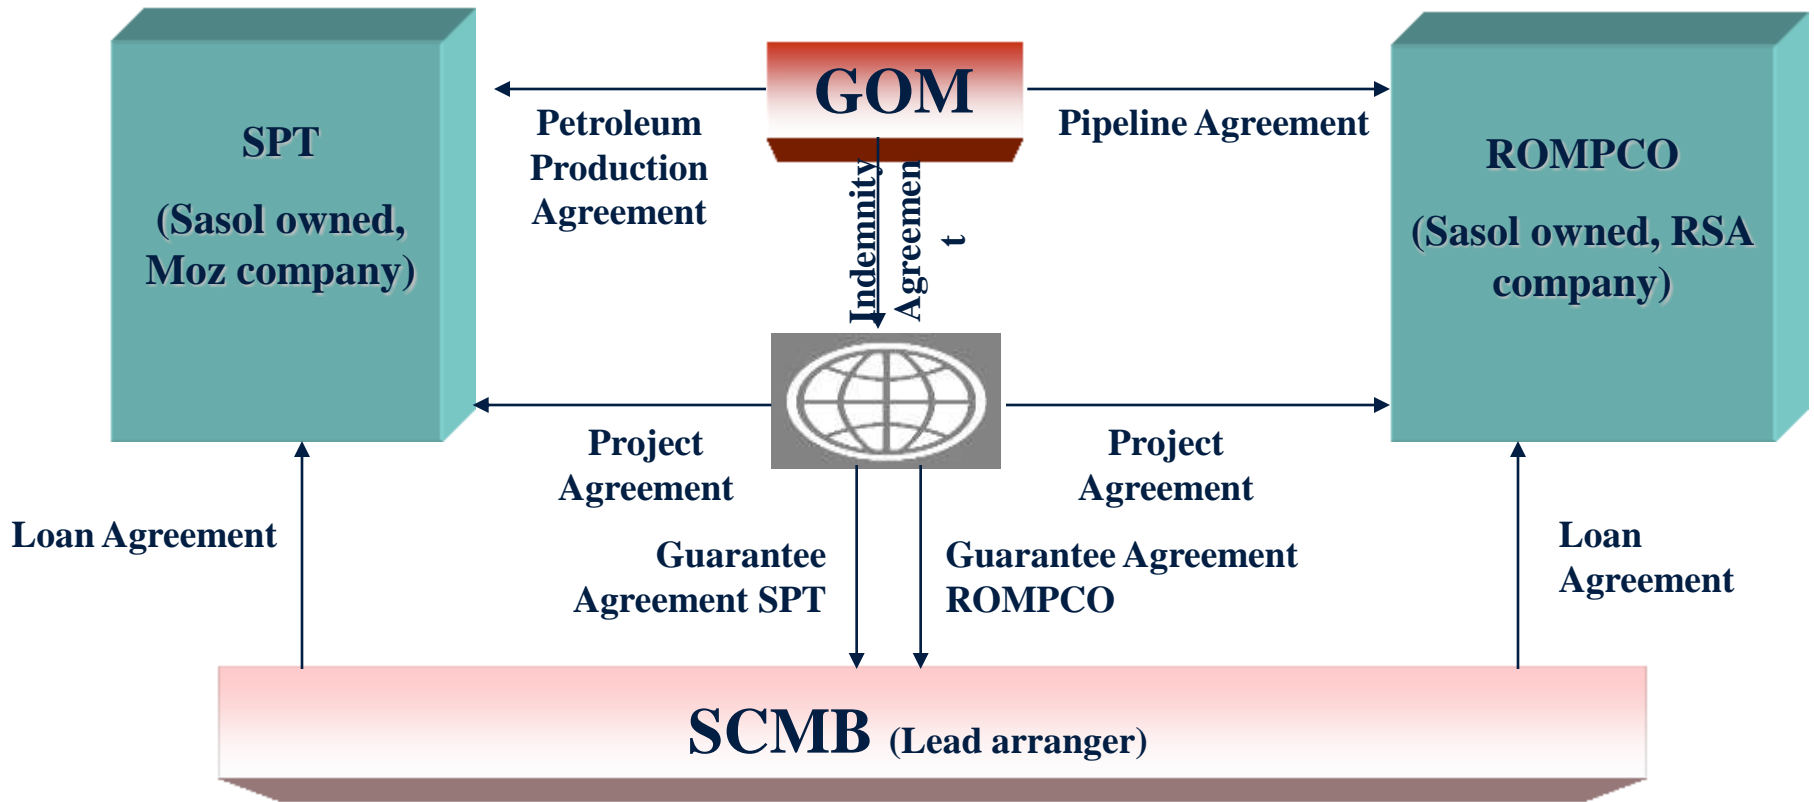 GOM
SPT
(Sasol owned,
Moz company)
Petroleum
Production
Agreement
Pipeline Agreement
ROMPCO
(Sasol owned, RSA
company)
Indemnity
Agreemen
t
Project
Agreement
Project
Agreement
Loan Agreement
Guarantee
Agreement SPT
Guarantee Agreement
ROMPCO
Loan
Agreement
SCMB (Lead arranger)